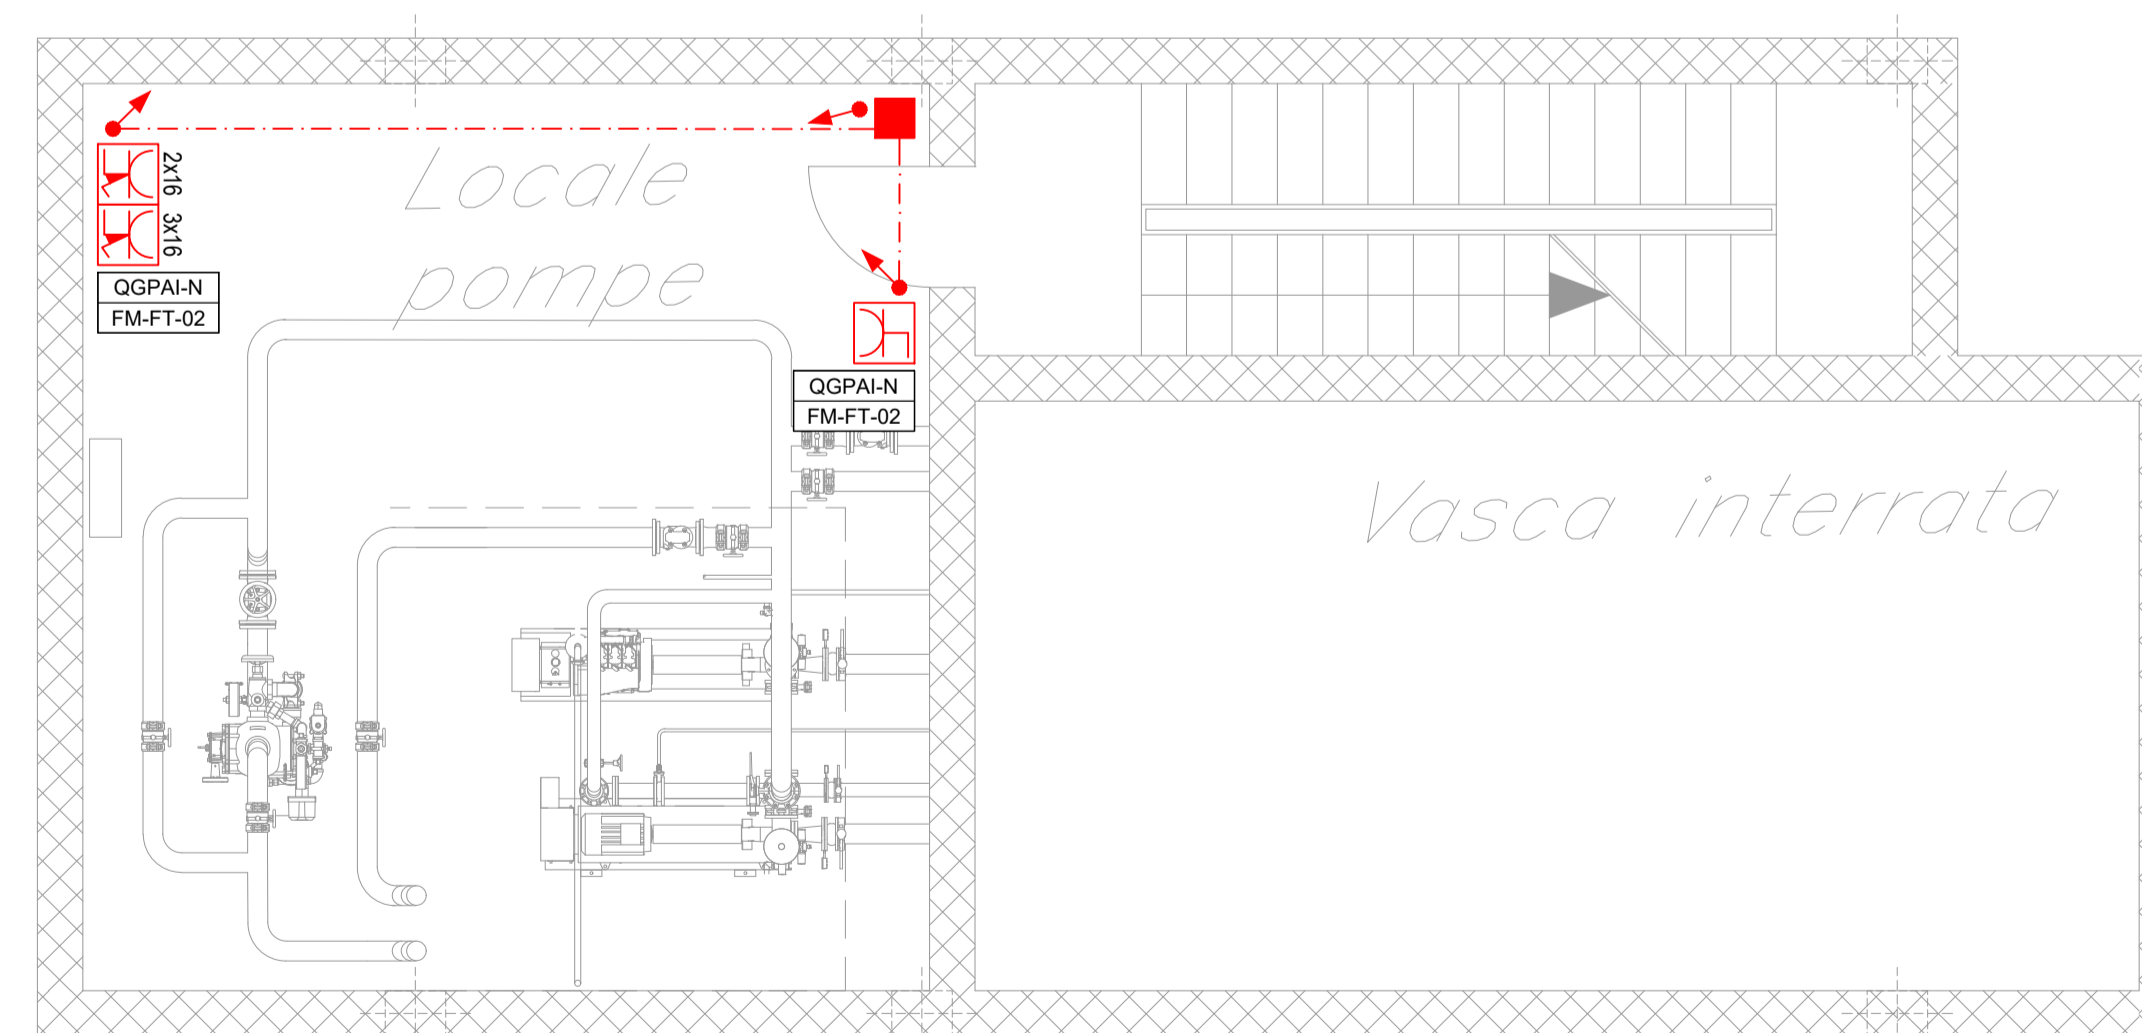 Locale
pompe
2x16
3x16
QGPAI-N
FM-FT-02
QGPAI-N
FM-FT-02
Vasca interrata